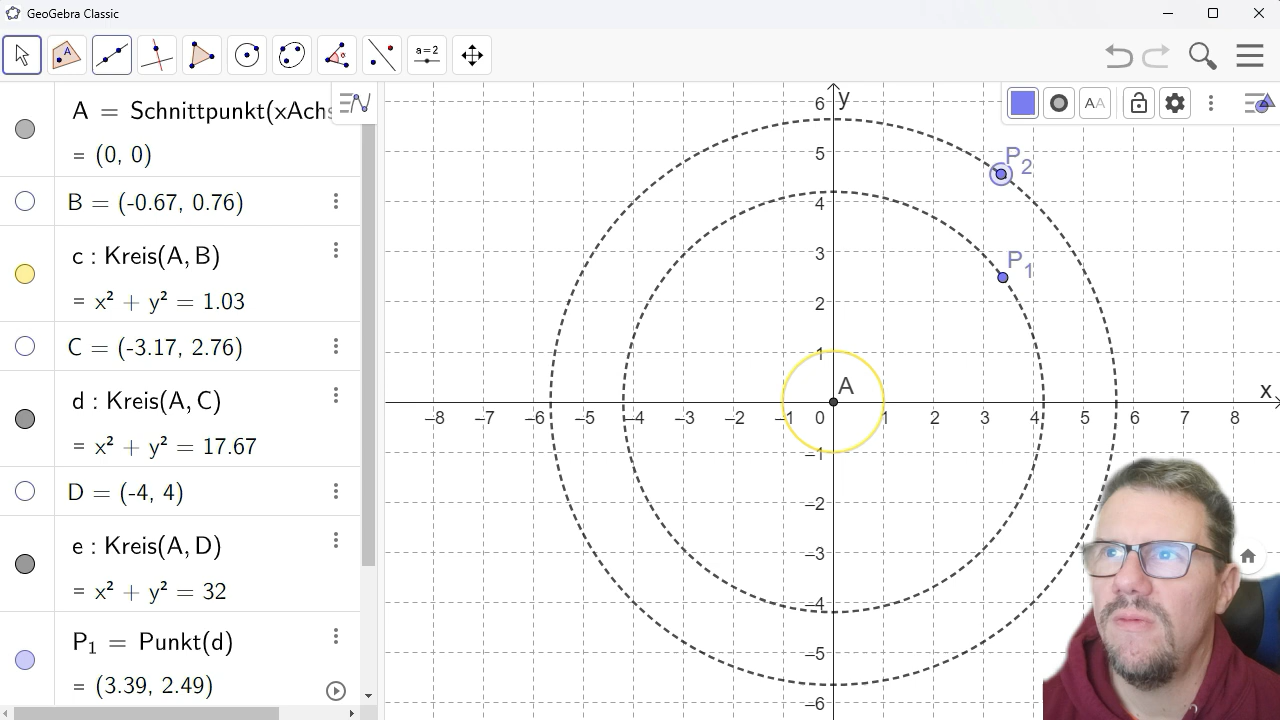 GeoGebra Classic
a=2
A = Schnittpunkt(xAchs
= (0, 0)
B = (-0.67, 0.76)
c : Kreis(A, B)
= x² + y² = 1.03
C = (-3.17, 2.76)
d : Kreis(A, C)
= x² + y² = 17.67
D = (-4, 4)
e : Kreis(A, D)
= x² + y² = 32
P₁ = Punkt(d)
= (3.39, 2.49)
AA
y
6
5
4
3
2
1
P₂
P₁
A
x
–8 –7 –6 –5 –4 –3 –2 –1 0 1 2 3 4 5 6 7 8
–1
–2
–3
–4
–5
–6